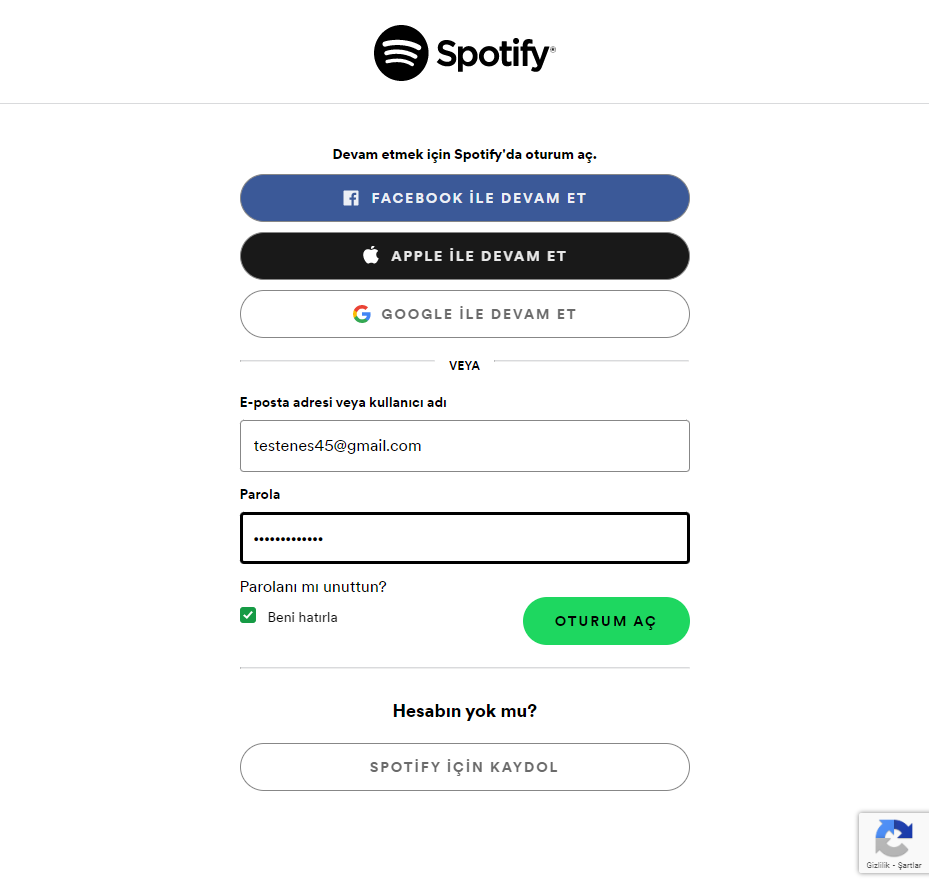 Spotify®
Devam etmek için Spotify'da oturum aç.
FACEBOOK İLE DEVAM ET
APPLE İLE DEVAM ET
GOOGLE İLE DEVAM ET
VEYA
E-posta adresi veya kullanıcı adı
testenes45@gmail.com
Parola
•••••••••••••
Parolanı mı unuttun?
Beni hatırla
OTURUM AÇ
Hesabın yok mu?
SPOTİFY İÇİN KAYDOL
Gizlilik - Şartlar